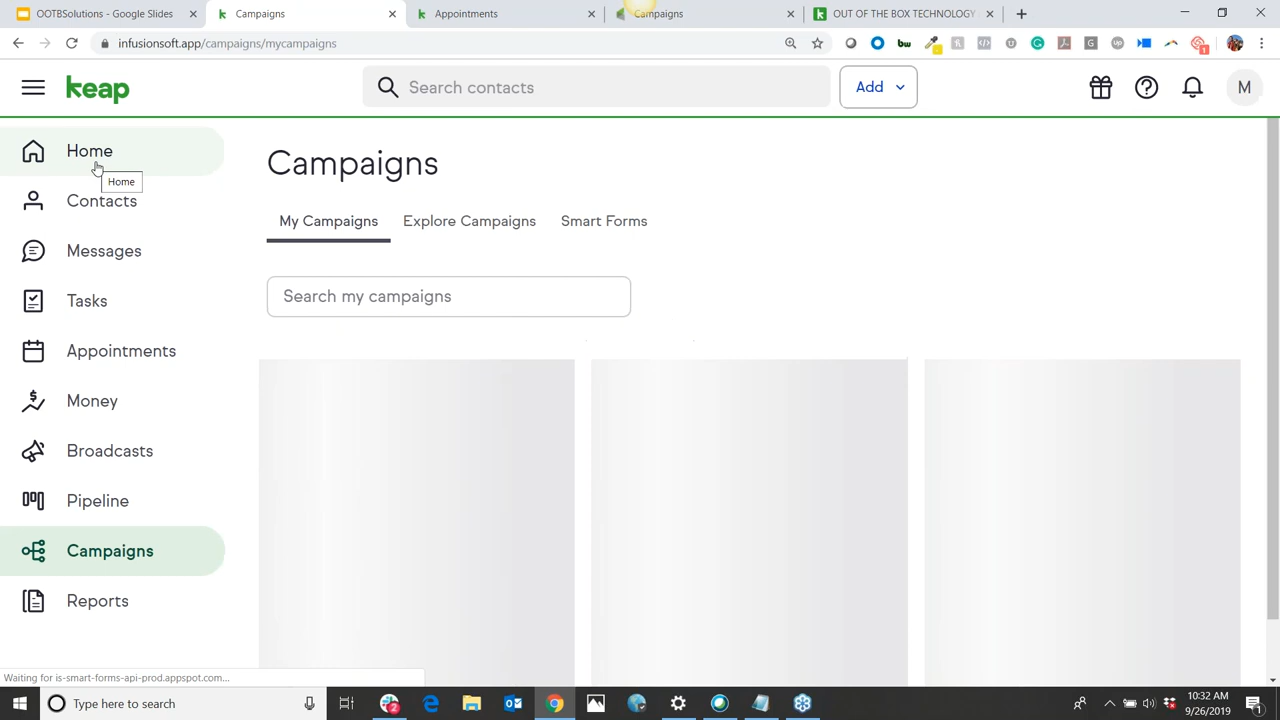 OOTBSolutions - Google Slides
Campaigns
Appointments
Campaigns
OUT OF THE BOX TECHNOLOGY
infusionsoft.app/campaigns/mycampaigns
keap
Search contacts
Add
M
Home
Home
Contacts
Messages
Tasks
Appointments
Money
Broadcasts
Pipeline
Campaigns
Reports
Campaigns
My Campaigns Explore Campaigns Smart Forms
Search my campaigns
Waiting for is-smart-forms-api-prod.appspot.com...
Type here to search
10:32 AM
9/26/2019